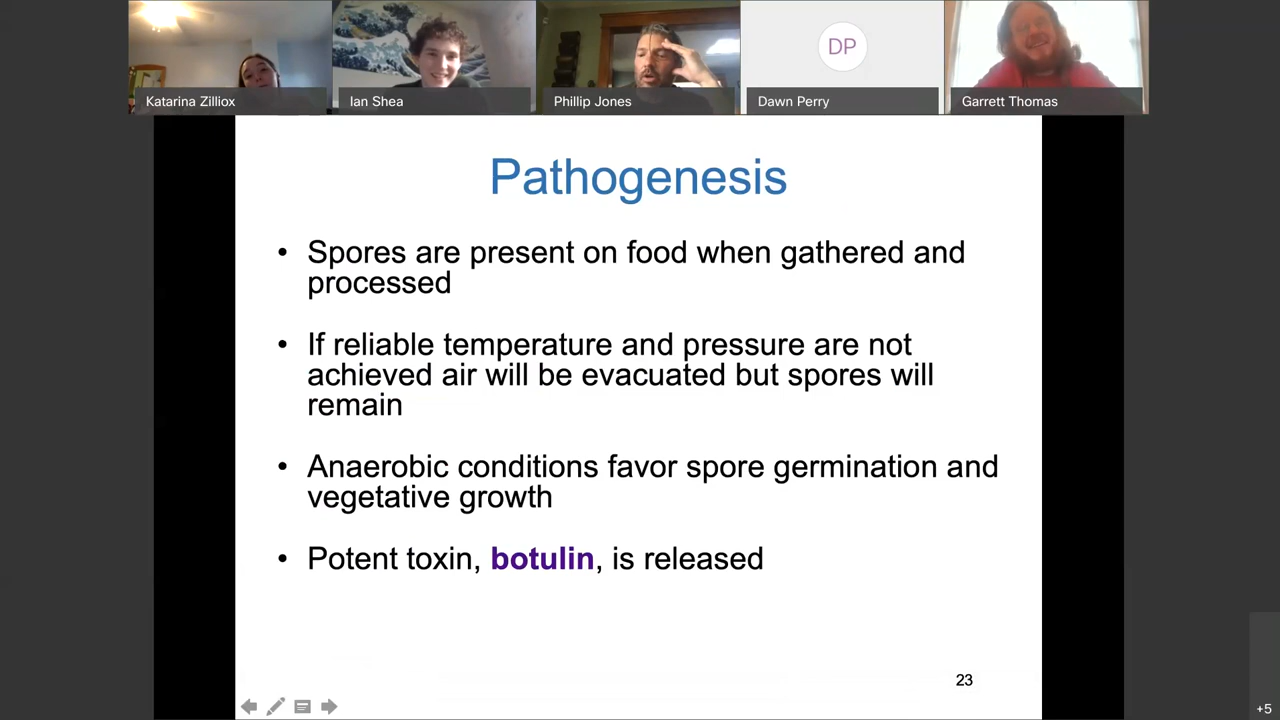 Katarina Zilliox
Ian Shea
Phillip Jones
DP
Dawn Perry
Garrett Thomas
Pathogenesis
• Spores are present on food when gathered and
processed
• If reliable temperature and pressure are not
achieved air will be evacuated but spores will
remain
• Anaerobic conditions favor spore germination and
vegetative growth
• Potent toxin, botulin, is released
23
+5